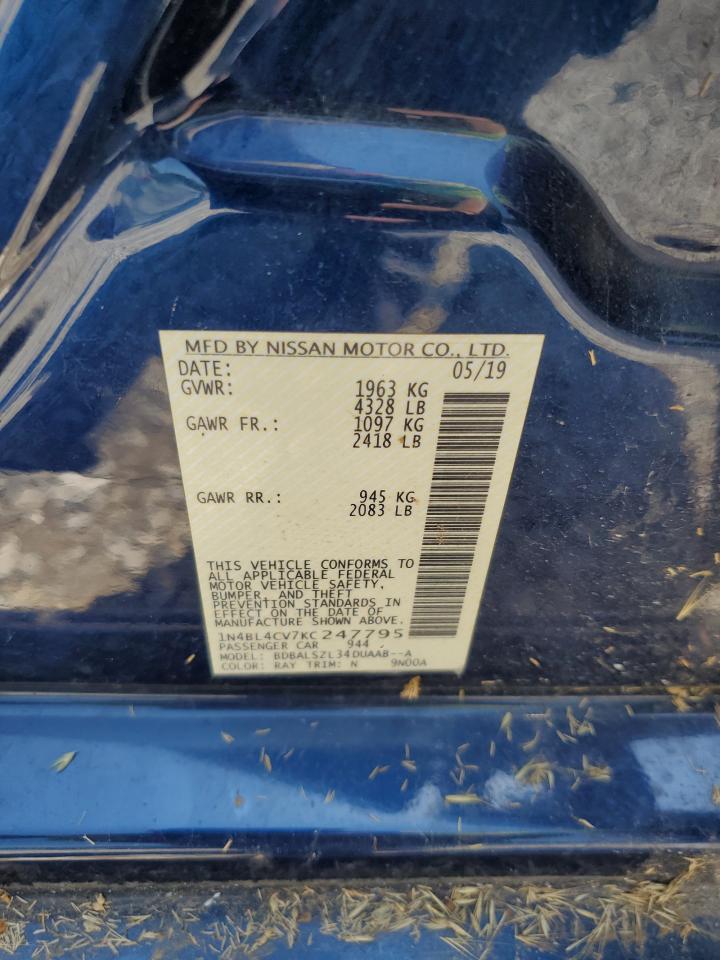 MFD BY NISSAN MOTOR CO., LTD.
DATE: 05/19
GVWR: 1963 KG
4328 LB
GAWR FR.: 1097 KG
2418 LB
GAWR RR.: 945 KG
2083 LB
THIS VEHICLE CONFORMS TO
ALL APPLICABLE FEDERAL
MOTOR VEHICLE SAFETY,
BUMPER, AND THEFT
PREVENTION STANDARDS IN
EFFECT ON THE DATE OF
MANUFACTURE SHOWN ABOVE.
1N4BL4CV7KC247795
PASSENGER CAR 944
MODEL: BDBALSZL34DUAAB--A
COLOR: RAY TRIM: N 9N00A